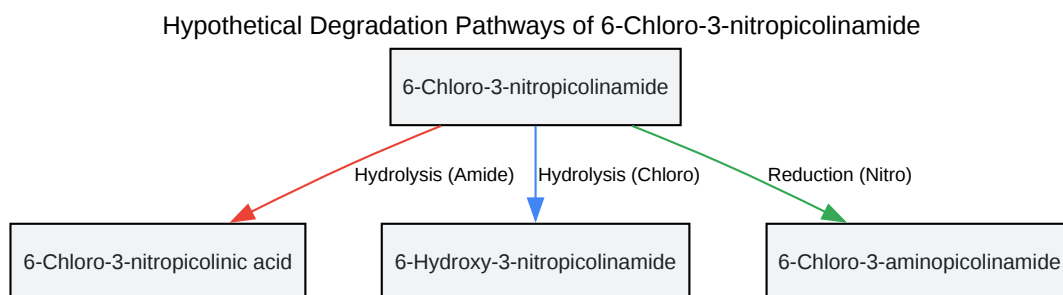 Hypothetical Degradation Pathways of 6-Chloro-3-nitropicolinamide
6-Chloro-3-nitropicolinamide
Hydrolysis (Amide)
Hydrolysis (Chloro)
Reduction (Nitro)
6-Chloro-3-nitropicolinic acid
6-Hydroxy-3-nitropicolinamide
6-Chloro-3-aminopicolinamide